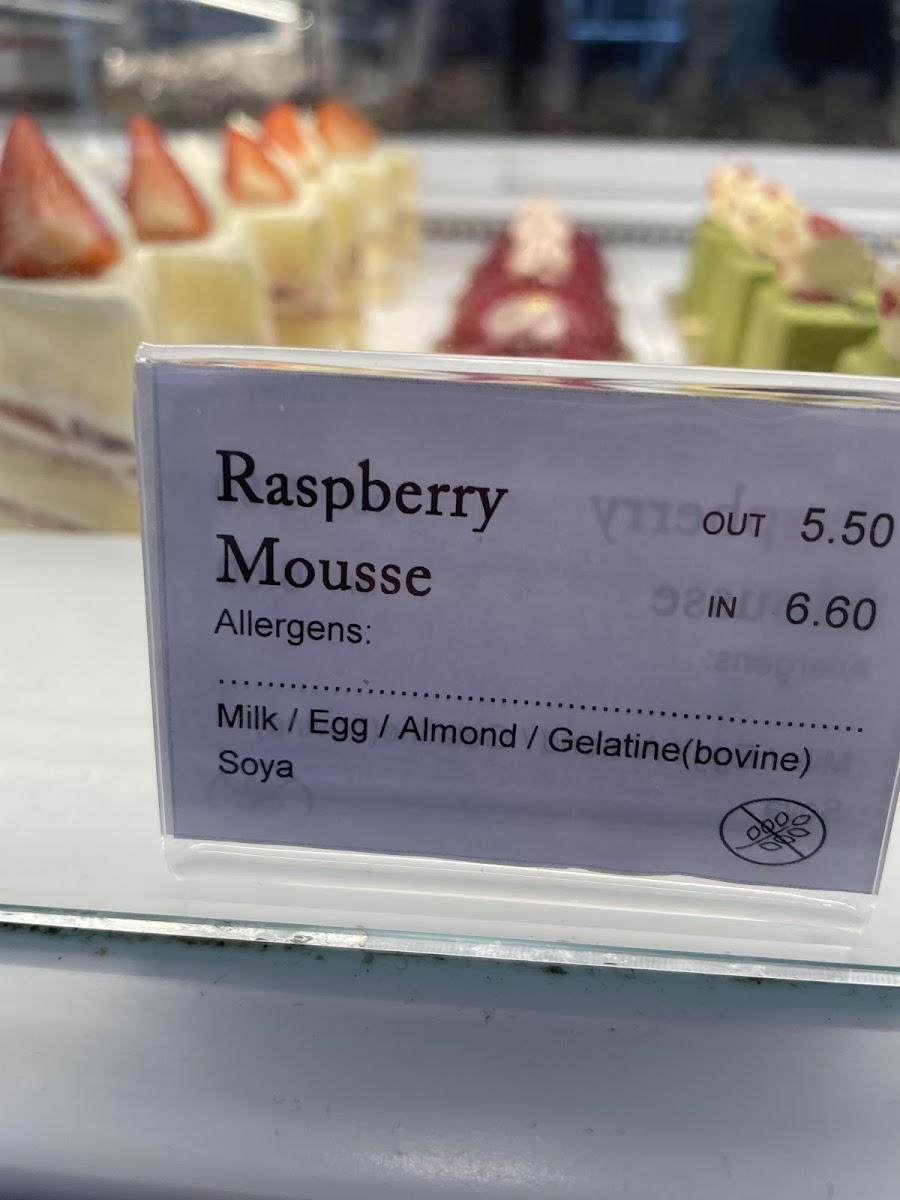 Raspberry
Mousse
OUT 5.50
IN 6.60
Allergens:
................................................................
Milk / Egg / Almond / Gelatine(bovine)
Soya